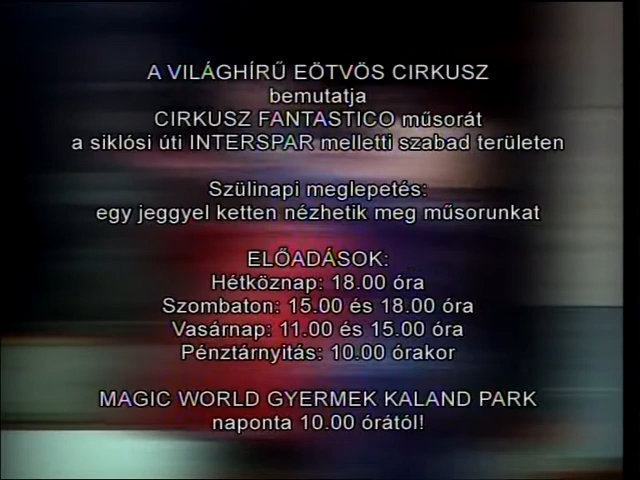 A VILÁGHÍRŰ EÖTVÖS CIRKUSZ
bemutatja
CIRKUSZ FANTASTICO műsorát
a siklósi úti INTERSPAR melletti szabad területen
Szülinapi meglepetés:
egy jeggyel ketten nézhetik meg műsorunkat
ELŐADÁSOK:
Hétköznap: 18.00 óra
Szombaton: 15.00 és 18.00 óra
Vasárnap: 11.00 és 15.00 óra
Pénztárnyitás: 10.00 órakor
MAGIC WORLD GYERMEK KALAND PARK
naponta 10.00 órától!